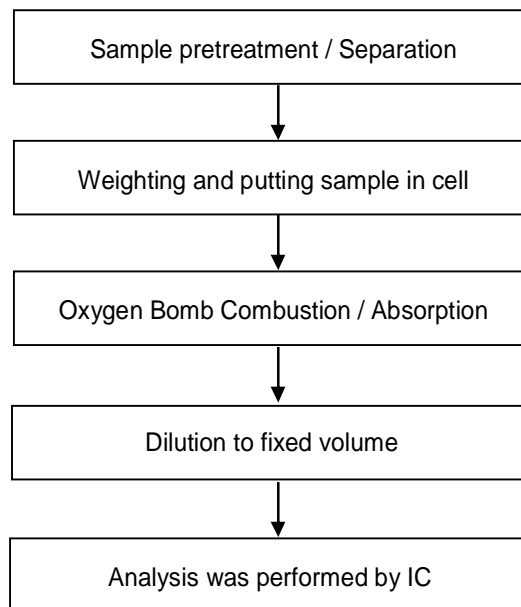 Sample pretreatment / Separation
Weighting and putting sample in cell
Oxygen Bomb Combustion / Absorption
Dilution to fixed volume
Analysis was performed by IC